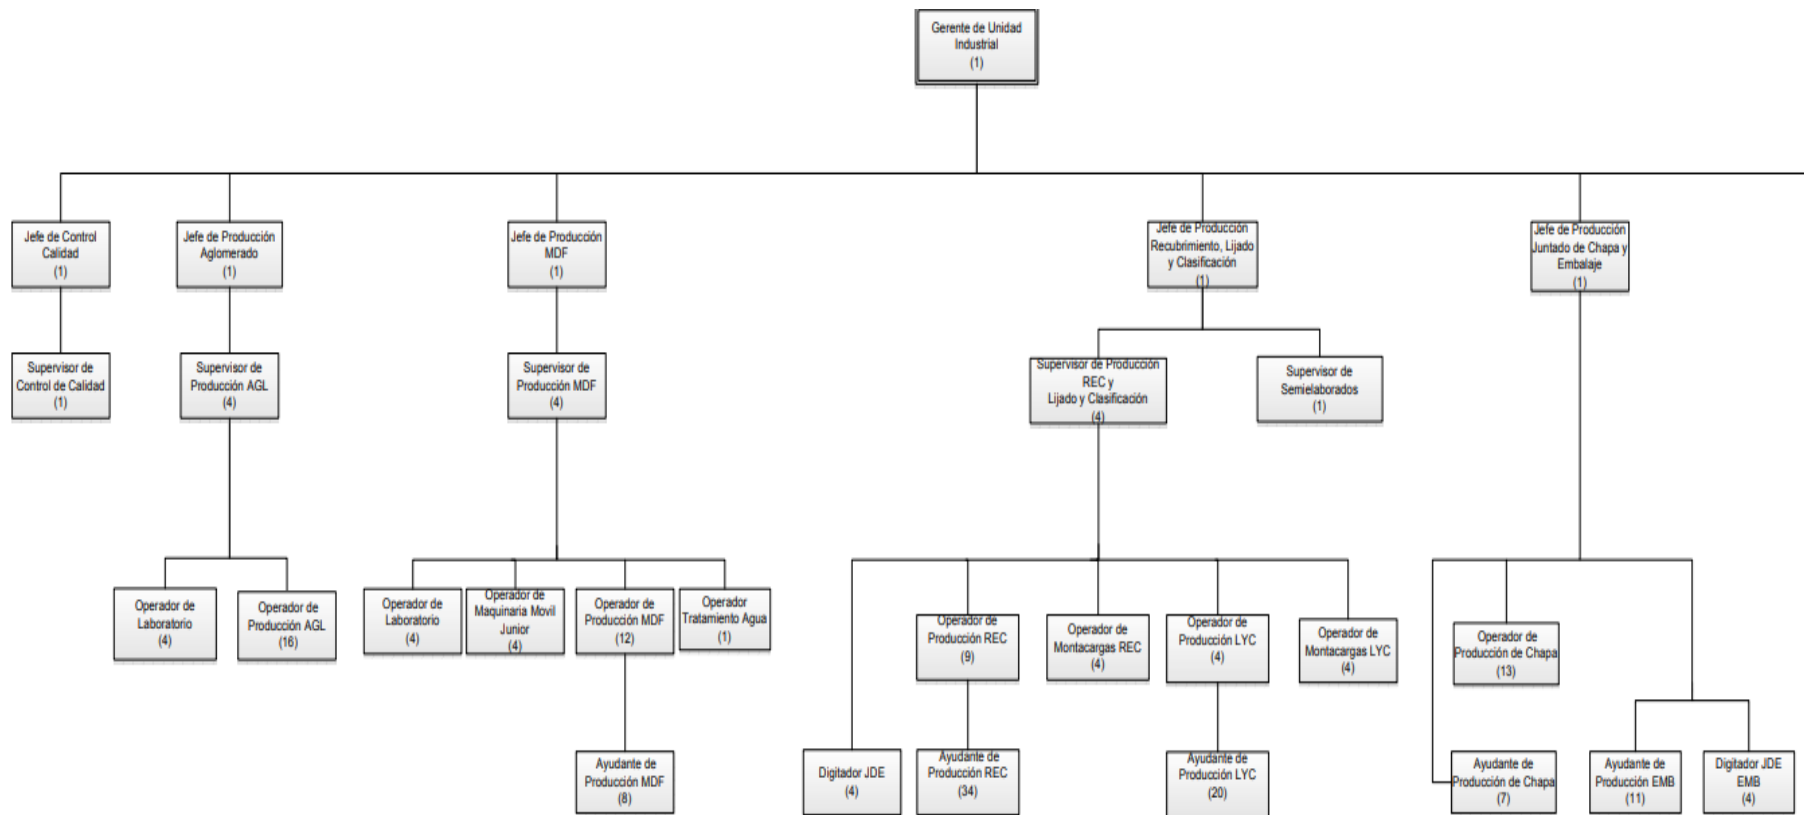 Gerente de Unidad
Industrial
(1)
Jefe de Control
Calidad
(1)
Jefe de Producción
Aglomerado
(1)
Jefe de Producción
MDF
(1)
Jefe de Producción
Recubrimiento, Lijado
y Clasificación
(1)
Jefe de Producción
Juntado de Chapa y
Embalaje
(1)
Supervisor de
Control de Calidad
(1)
Supervisor de
Producción AGL
(4)
Supervisor de
Producción MDF
(4)
Supervisor de Producción
REC y
Lijado y Clasificación
(4)
Supervisor de
Semielaborados
(1)
Operador de
Laboratorio
(4)
Operador de
Producción AGL
(16)
Operador de
Laboratorio
(4)
Operador de
Maquinaria Movil
Junior
(4)
Operador de
Producción MDF
(12)
Operador
Tratamiento Agua
(1)
Operador de
Producción REC
(9)
Operador de
Montacargas REC
(4)
Operador de
Producción LYC
(4)
Operador de
Montacargas LYC
(4)
Operador de
Producción de Chapa
(13)
Ayudante de
Producción MDF
(8)
Digitador JDE
(4)
Ayudante de
Producción REC
(34)
Ayudante de
Producción LYC
(20)
Ayudante de
Producción de Chapa
(7)
Ayudante de
Producción EMB
(11)
Digitador JDE
EMB
(4)